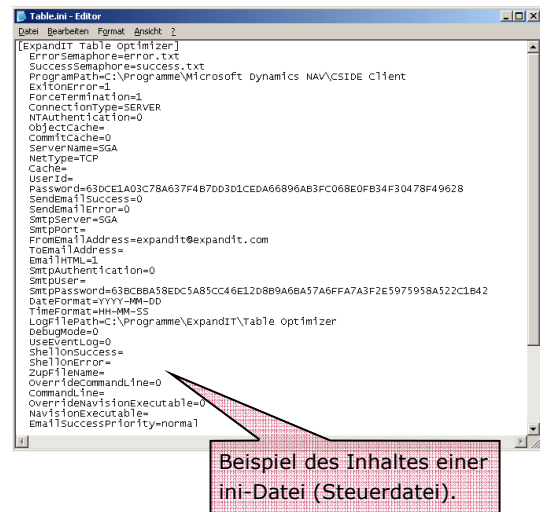 Table.ini - Editor
Datei Bearbeiten Format Ansicht ?
[ExpandIT Table Optimizer]
ErrorSemaphore=error.txt
SuccessSemaphore=success.txt
ProgramPath=C:\Programme\Microsoft Dynamics NAV\CSIDE Client
ExitOnError=1
ForceTermination=1
ConnectionType=SERVER
NTAuthentication=0
ObjectCache=
CommitCache=0
ServerName=SGA
NetType=TCP
Cache=
UserId=
Password=63DCE1A03C78A637F4B7DD3D1CEDA66896AB3FC068E0FB34F30478F49628
SendEmailSuccess=0
SendEmailError=0
SmtpServer=SGA
SmtpPort=
FromEmailAddress=expandit@expandit.com
ToEmailAddress=
EmailHTML=1
SmtpAuthentication=0
SmtpUser=
SmtpPassword=63BCBBA58EDC5A85CC46E12D8B9A6BA57A6FFA7A3F2E5975958A522C1B42
DateFormat=YYYY-MM-DD
TimeFormat=HH-MM-SS
LogFilePath=C:\Programme\ExpandIT\Table Optimizer
DebugMode=0
UseEventLog=0
ShellOnSuccess=
ShellOnError=
ZupFileName=
OverrideCommandLine=0
CommandLine=
OverrideNavisionExecutable=0
NavisionExecutable=
EmailSuccessPriority=normal
Beispiel des Inhaltes einer
ini-Datei (Steuerdatei).